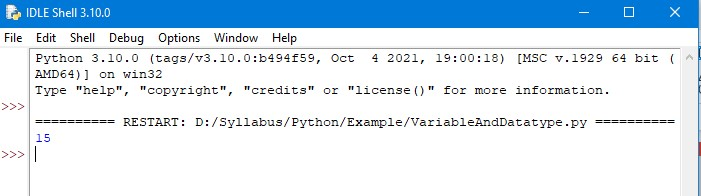 IDLE Shell 3.10.0
File Edit Shell Debug Options Window Help
Python 3.10.0 (tags/v3.10.0:b494f59, Oct  4 2021, 19:00:18) [MSC v.1929 64 bit (
AMD64)] on win32
Type "help", "copyright", "credits" or "license()" for more information.
>>>
========== RESTART: D:/Syllabus/Python/Example/VariableAndDatatype.py ==========
15
>>>